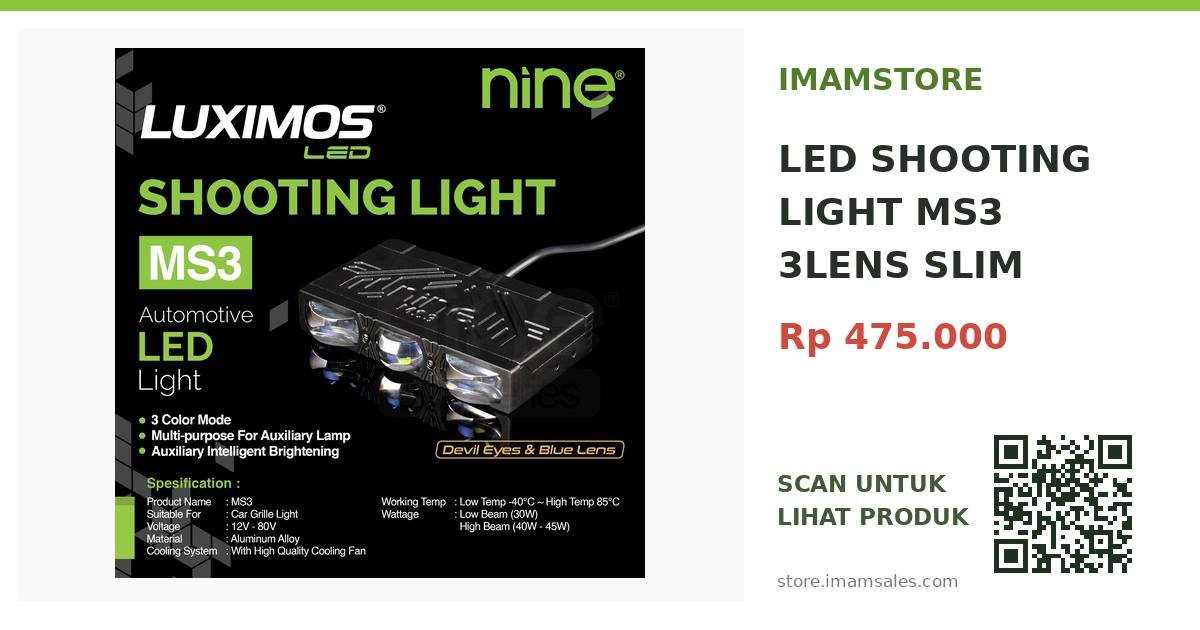 nine®
LUXIMOS®
LED
SHOOTING LIGHT
MS3
Automotive
LED
Light
3 Color Mode
Multi-purpose For Auxiliary Lamp
Auxiliary Intelligent Brightening
Devil Eyes & Blue Lens
Spesification :
Product Name : MS3
Suitable For : Car Grille Light
Voltage : 12V - 80V
Material : Aluminum Alloy
Cooling System : With High Quality Cooling Fan
Working Temp : Low Temp -40°C ~ High Temp 85°C
Wattage : Low Beam (30W)
High Beam (40W - 45W)
IMAMSTORE
LED SHOOTING
LIGHT MS3
3LENS SLIM
Rp 475.000
SCAN UNTUK
LIHAT PRODUK
store.imamsales.com